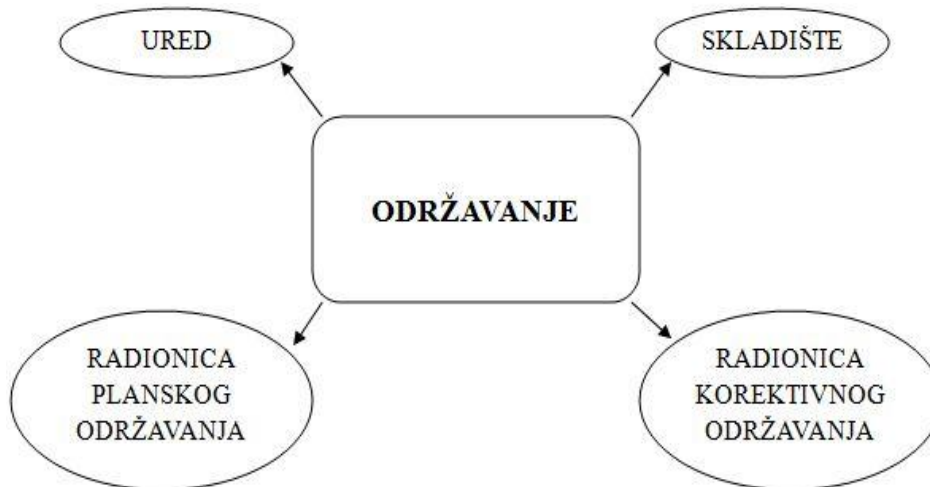 URED
SKLADIŠTE
ODRŽAVANJE
RADIONICA
PLANSKOG
ODRŽAVANJA
RADIONICA
KOREKTIVNOG
ODRŽAVANJA